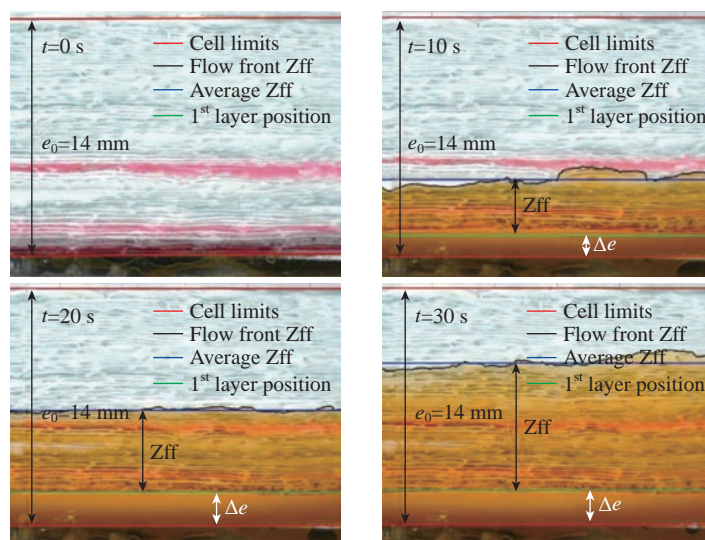 t=0 s
Cell limits
Flow front Zff
Average Zff
1st layer position
e0=14 mm
t=10 s
Cell limits
Flow front Zff
Average Zff
1st layer position
e0=14 mm
Zff
Δe
t=20 s
Cell limits
Flow front Zff
Average Zff
1st layer position
e0=14 mm
Zff
Δe
t=30 s
Cell limits
Flow front Zff
Average Zff
1st layer position
e0=14 mm
Zff
Δe